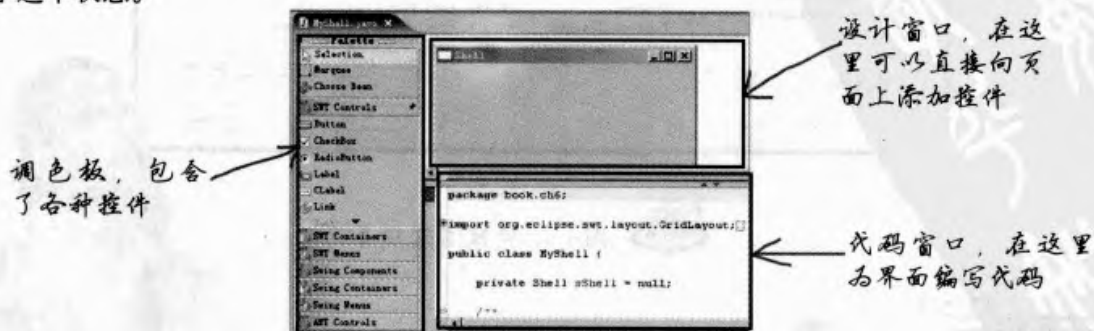 MyShell.java
Palette
Selection
Marquee
Choose Bean
SWT Controls
Button
CheckBox
RadioButton
Label
CLabel
Link
SWT Containers
SWT Menus
Swing Components
Swing Containers
Swing Menus
AWT Controls
Shell
package book.ch6;
import org.eclipse.swt.layout.GridLayout;
public class MyShell {
private Shell sShell = null;
/**
设计窗口，在这
里可以直接向页
面上添加控件
调色板，包含
了各种控件
代码窗口，在这里
为界面编写代码